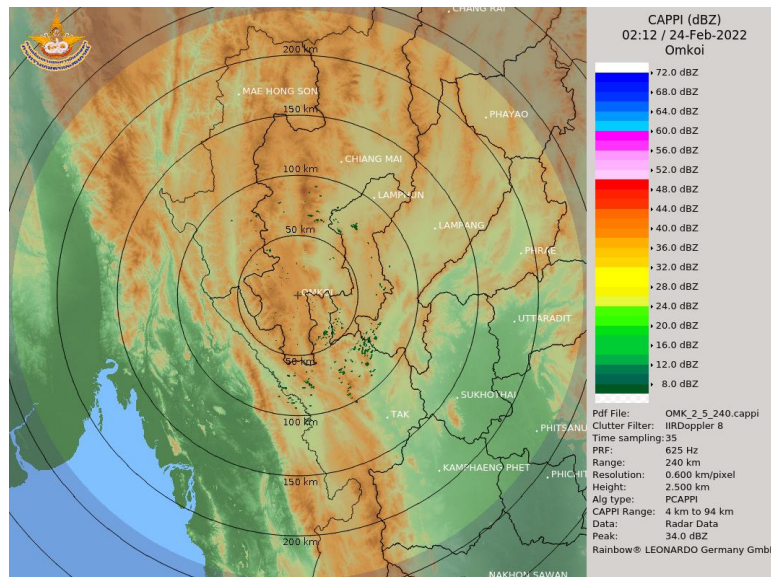 CHANG RAI
200 km
MAE HONG SON
150 km
PHAYAO
CHIANG MAI
100 km
LAMPHUN
50 km
LAMPANG
PHRAE
OMKOI
UTTARADIT
50 km
SUKHOTHAI
TAK
100 km
PHITSANU
KAMPHAENG PHET
PHICHIT
150 km
200 km
NAKHON SAWAN
CAPPI (dBZ)
02:12 / 24-Feb-2022
Omkoi
72.0 dBZ
68.0 dBZ
64.0 dBZ
60.0 dBZ
56.0 dBZ
52.0 dBZ
48.0 dBZ
44.0 dBZ
40.0 dBZ
36.0 dBZ
32.0 dBZ
28.0 dBZ
24.0 dBZ
20.0 dBZ
16.0 dBZ
12.0 dBZ
8.0 dBZ
Pdf File: OMK_2_5_240.cappi
Clutter Filter: IIRDoppler 8
Time sampling: 35
PRF: 625 Hz
Range: 240 km
Resolution: 0.600 km/pixel
Height: 2.500 km
Alg type: PCAPPI
CAPPI Range: 4 km to 94 km
Data: Radar Data
Peak: 34.0 dBZ
Rainbow® LEONARDO Germany Gmb